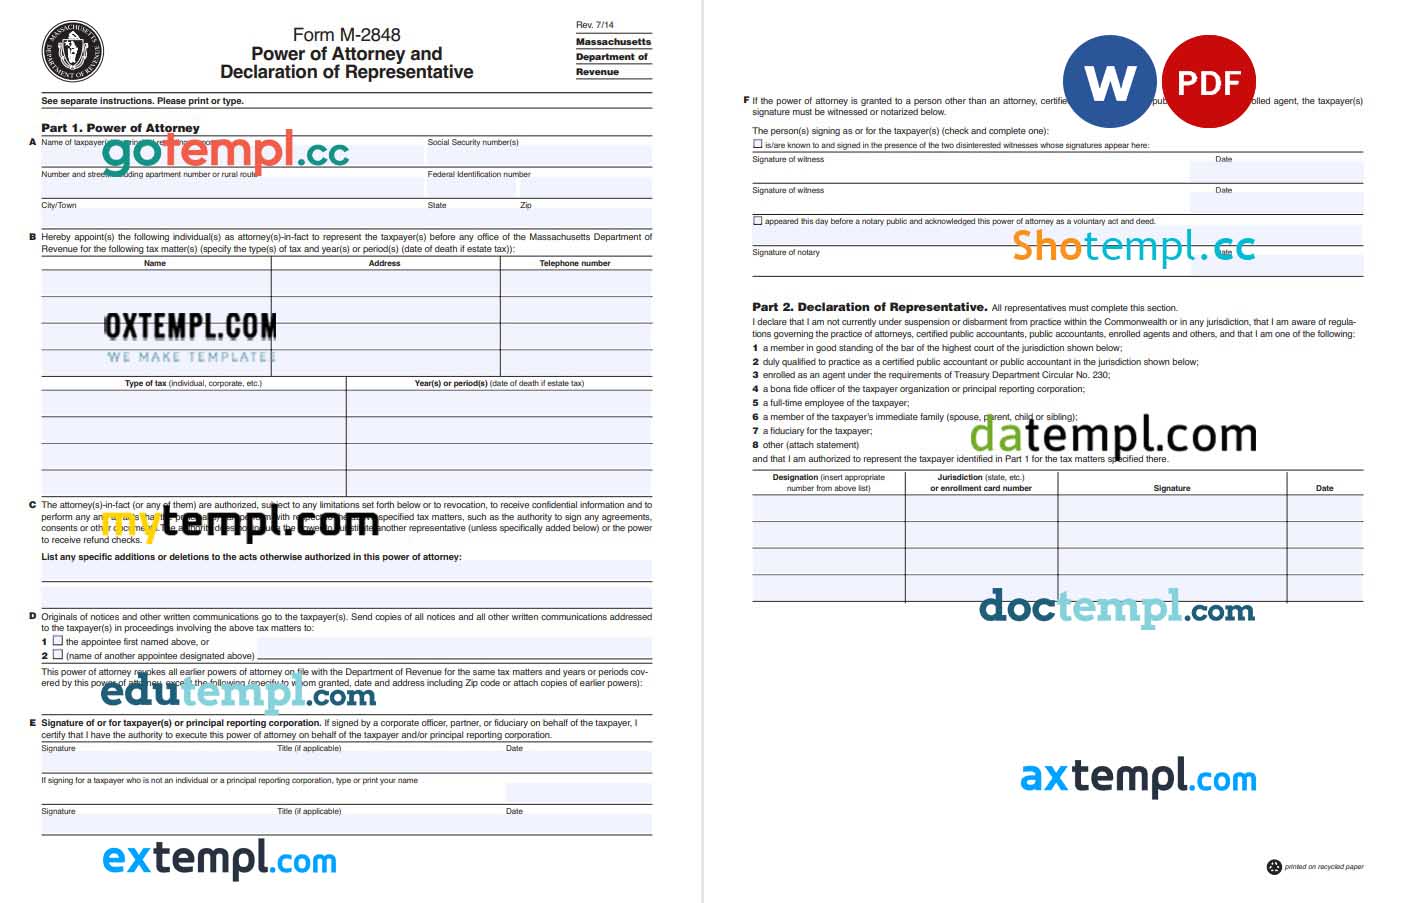 MASSACHUSETTS
DEPARTMENT OF REVENUE
Form M-2848
Power of Attorney and
Declaration of Representative
Rev. 7/14
Massachusetts
Department of
Revenue
See separate instructions. Please print or type.
Part 1. Power of Attorney
A Name of taxpayer(s)
Social Security number(s)
gotempl.cc
Number and street, including apartment number or rural route
Federal Identification number
City/Town State Zip
B Hereby appoint(s) the following individual(s) as attorney(s)-in-fact to represent the taxpayer(s) before any office of the Massachusetts Department of
Revenue for the following tax matter(s) (specify the type(s) of tax and year(s) or period(s) (date of death if estate tax)):
Name Address Telephone number
OXTEMPL.COM
WE MAKE TEMPLATES
Type of tax (individual, corporate, etc.) Year(s) or period(s) (date of death if estate tax)
C The attorney(s)-in-fact (or any of them) are authorized, subject to any limitations set forth below or to revocation, to receive confidential information and to
perform any and with respect to specified tax matters, such as the authority to sign any agreements,
consents or other documents. The authority does not include the power to substitute another representative (unless specifically added below) or the power
to receive refund checks.
mytempl.com
List any specific additions or deletions to the acts otherwise authorized in this power of attorney:
D Originals of notices and other written communications go to the taxpayer(s). Send copies of all notices and all other written communications addressed
to the taxpayer(s) in proceedings involving the above tax matters to:
1 the appointee first named above, or
2 (name of another appointee designated above)
This power of attorney revokes all earlier powers of attorney on file with the Department of Revenue for the same tax matters and years or periods cov-
ered by this power of attorney, except the following (specify to whom granted, date and address including Zip code or attach copies of earlier powers):
edutempl.com
E Signature of or for taxpayer(s) or principal reporting corporation. If signed by a corporate officer, partner, or fiduciary on behalf of the taxpayer, I
certify that I have the authority to execute this power of attorney on behalf of the taxpayer and/or principal reporting corporation.
Signature Title (if applicable) Date
If signing for a taxpayer who is not an individual or a principal reporting corporation, type or print your name
Signature Title (if applicable) Date
extempl.com
W PDF
F If the power of attorney is granted to a person other than an attorney, certified public enrolled agent, the taxpayer(s)
signature must be witnessed or notarized below.
The person(s) signing as or for the taxpayer(s) (check and complete one):
is/are known to and signed in the presence of the two disinterested witnesses whose signatures appear here:
Signature of witness Date
Signature of witness Date
appeared this day before a notary public and acknowledged this power of attorney as a voluntary act and deed.
Shotempl.cc
Signature of notary Date
Part 2. Declaration of Representative. All representatives must complete this section.
I declare that I am not currently under suspension or disbarment from practice within the Commonwealth or in any jurisdiction, that I am aware of regula-
tions governing the practice of attorneys, certified public accountants, public accountants, enrolled agents and others, and that I am one of the following:
1 a member in good standing of the bar of the highest court of the jurisdiction shown below;
2 duly qualified to practice as a certified public accountant or public accountant in the jurisdiction shown below;
3 enrolled as an agent under the requirements of Treasury Department Circular No. 230;
4 a bona fide officer of the taxpayer organization or principal reporting corporation;
5 a full-time employee of the taxpayer;
6 a member of the taxpayer's immediate family (spouse, parent, child or sibling);
7 a fiduciary for the taxpayer;
8 other (attach statement)
datempl.com
and that I am authorized to represent the taxpayer identified in Part 1 for the tax matters specified there.
Designation (insert appropriate Jurisdiction (state, etc.)
number from above list) or enrollment card number Signature Date
doctempl.com
axtempl.com
printed on recycled paper